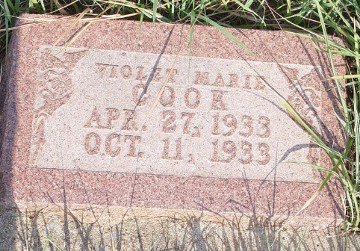 VIOLET MARIE
COOK
APR. 27, 1933
OCT. 11, 1933